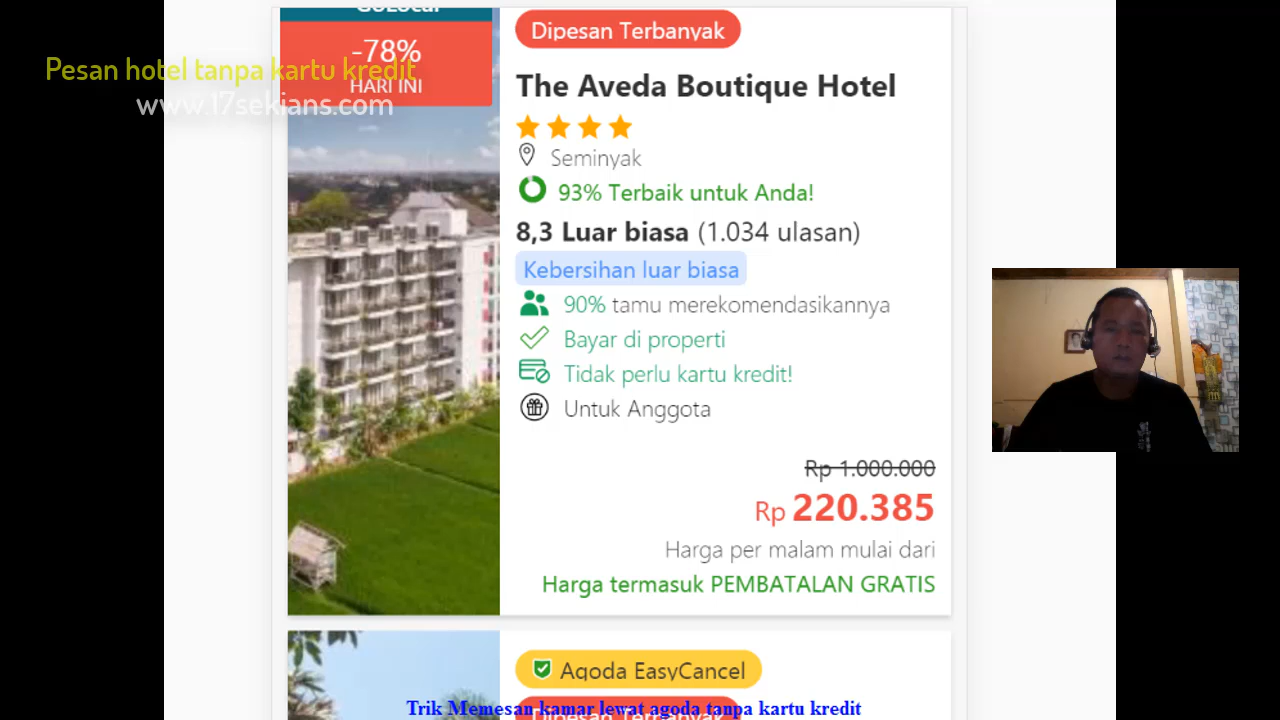 GoLocal
-78%
HARI INI
Pesan hotel tanpa kartu kredit
www.17sekians.com
Dipesan Terbanyak
The Aveda Boutique Hotel
Seminyak
93% Terbaik untuk Anda!
8,3 Luar biasa (1.034 ulasan)
Kebersihan luar biasa
90% tamu merekomendasikannya
Bayar di properti
Tidak perlu kartu kredit!
Untuk Anggota
Rp 1.000.000
Rp 220.385
Harga per malam mulai dari
Harga termasuk PEMBATALAN GRATIS
Agoda EasyCancel
Dipesan Terbanyak
Trik Memesan kamar lewat agoda tanpa kartu kredit